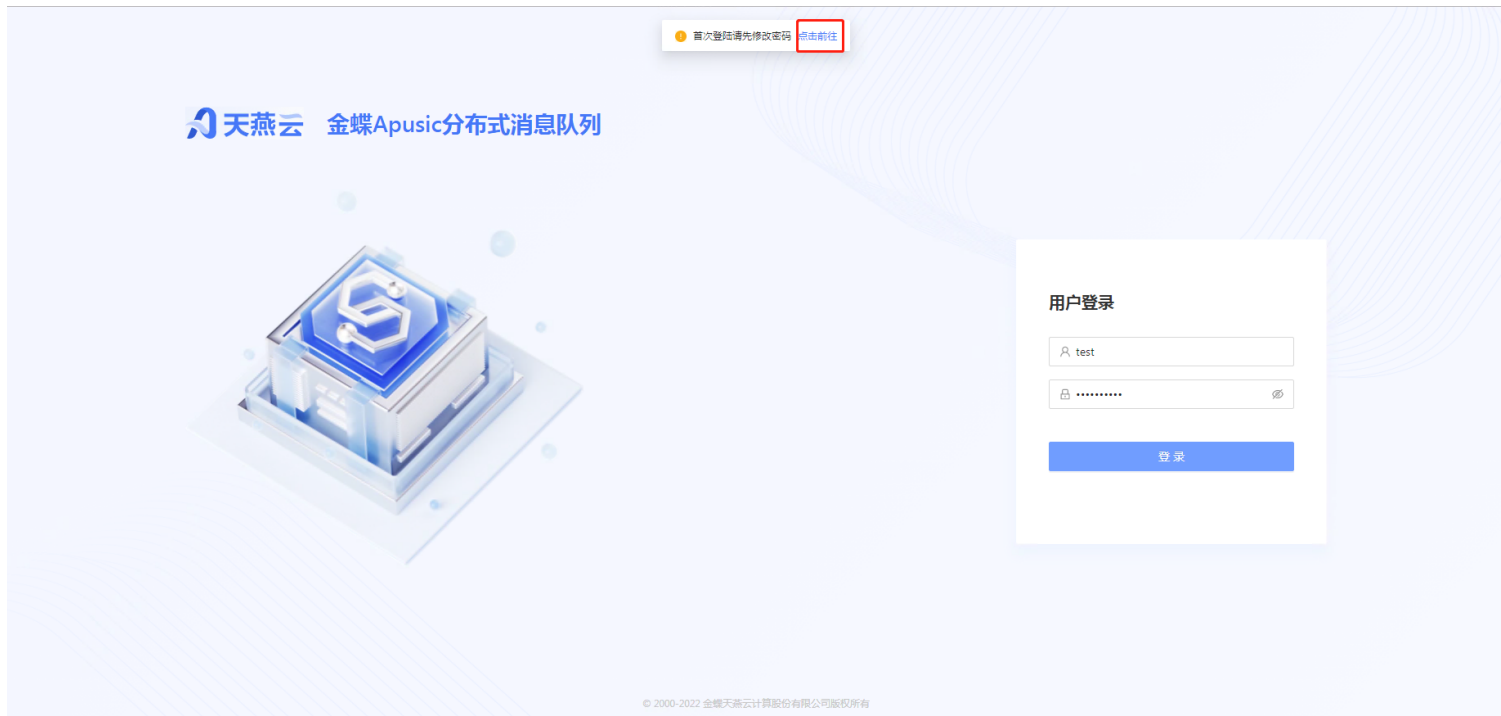 首次登陆请先修改密码 点击前往
天燕云 金蝶Apusic分布式消息队列
用户登录
test
••••••••••
登 录
© 2000-2022 金蝶天燕云计算股份有限公司版权所有